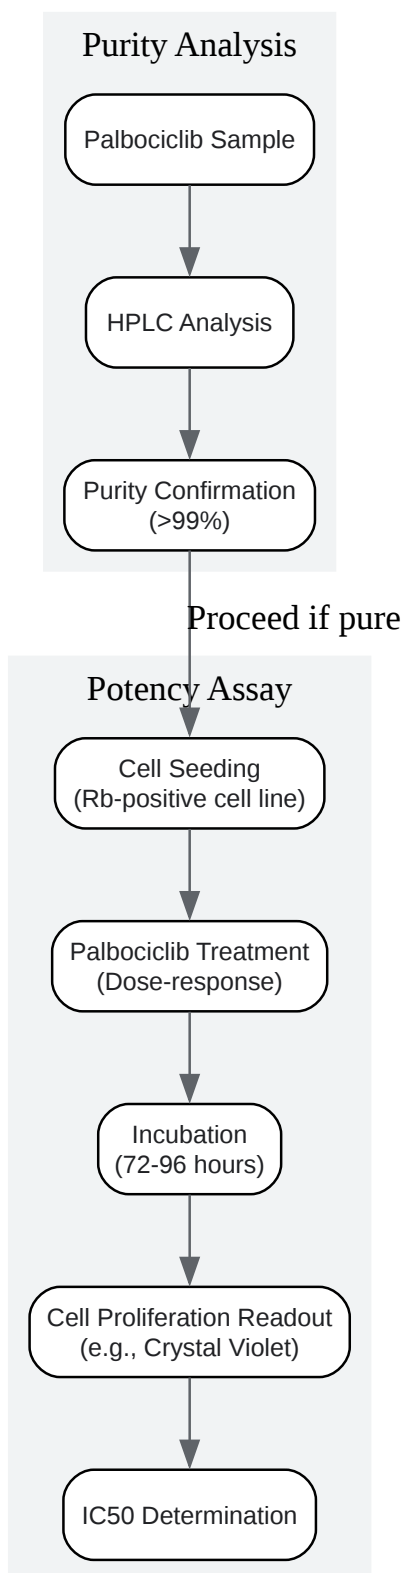 Purity Analysis
Palbociclib Sample
HPLC Analysis
Purity Confirmation
(>99%)
Proceed if pure
Potency Assay
Cell Seeding
(Rb-positive cell line)
Palbociclib Treatment
(Dose-response)
Incubation
(72-96 hours)
Cell Proliferation Readout
(e.g., Crystal Violet)
IC50 Determination